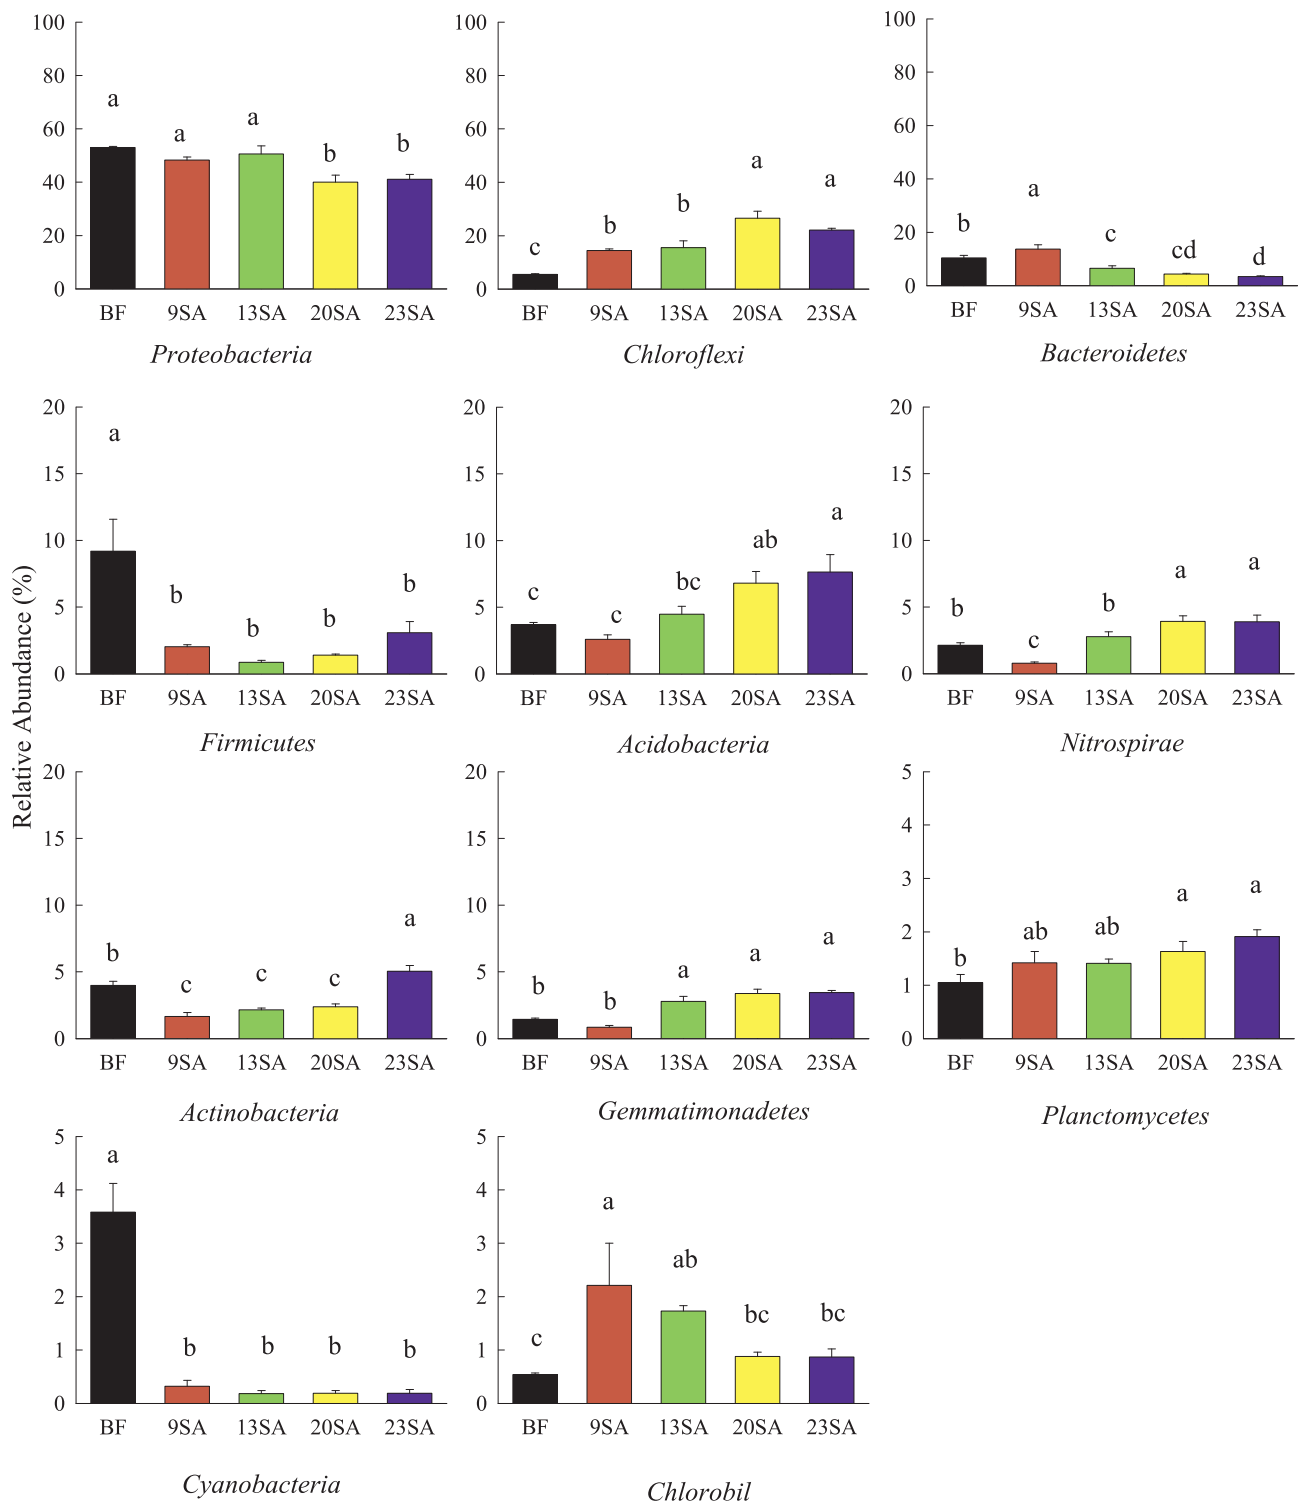 Relative Abundance (%)
100
80
60
40
20
0
a
a
a
b
b
BF 9SA 13SA 20SA 23SA
Proteobacteria
100
80
60
40
20
0
c
b
b
a
a
BF 9SA 13SA 20SA 23SA
Chloroflexi
100
80
60
40
20
0
b
a
c
cd
d
BF 9SA 13SA 20SA 23SA
Bacteroidetes
20
15
10
5
0
a
b
b
b
b
BF 9SA 13SA 20SA 23SA
Firmicutes
20
15
10
5
0
c
c
bc
ab
a
BF 9SA 13SA 20SA 23SA
Acidobacteria
20
15
10
5
0
b
c
b
a
a
BF 9SA 13SA 20SA 23SA
Nitrospirae
20
15
10
5
0
b
c
c
c
a
BF 9SA 13SA 20SA 23SA
Actinobacteria
20
15
10
5
0
b
b
a
a
a
BF 9SA 13SA 20SA 23SA
Gemmatimonadetes
5
4
3
2
1
0
b
ab
ab
a
a
BF 9SA 13SA 20SA 23SA
Planctomycetes
5
4
3
2
1
0
a
b
b
b
b
BF 9SA 13SA 20SA 23SA
Cyanobacteria
5
4
3
2
1
0
c
a
ab
bc
bc
BF 9SA 13SA 20SA 23SA
Chlorobil